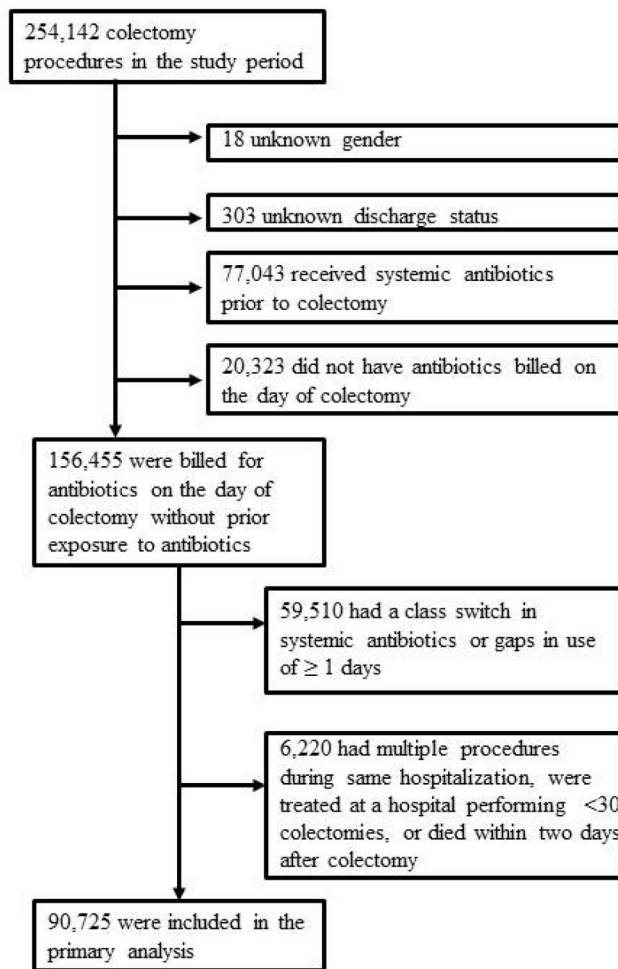 254,142 colectomy
procedures in the study period
18 unknown gender
303 unknown discharge status
77,043 received systemic antibiotics
prior to colectomy
20,323 did not have antibiotics billed on
the day of colectomy
156,455 were billed for
antibiotics on the day of
colectomy without prior
exposure to antibiotics
59,510 had a class switch in
systemic antibiotics or gaps in use
of ≥ 1 days
6,220 had multiple procedures
during same hospitalization, were
treated at a hospital performing <30
colectomies, or died within two days
after colectomy
90,725 were included in the
primary analysis